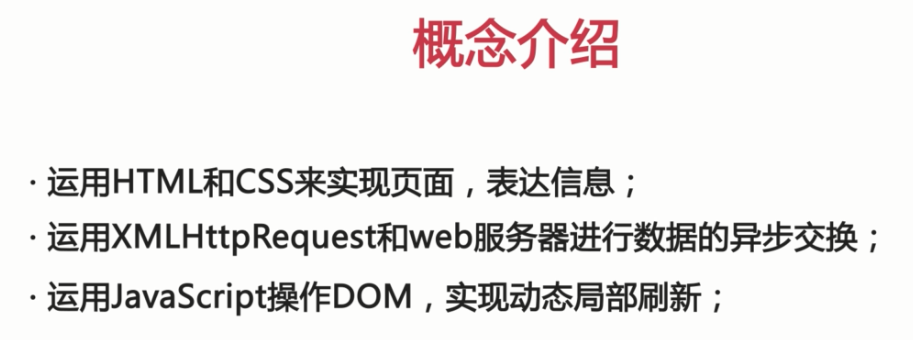 概念介绍
· 运用HTML和CSS来实现页面，表达信息；
· 运用XMLHttpRequest和web服务器进行数据的异步交换；
· 运用JavaScript操作DOM，实现动态局部刷新；